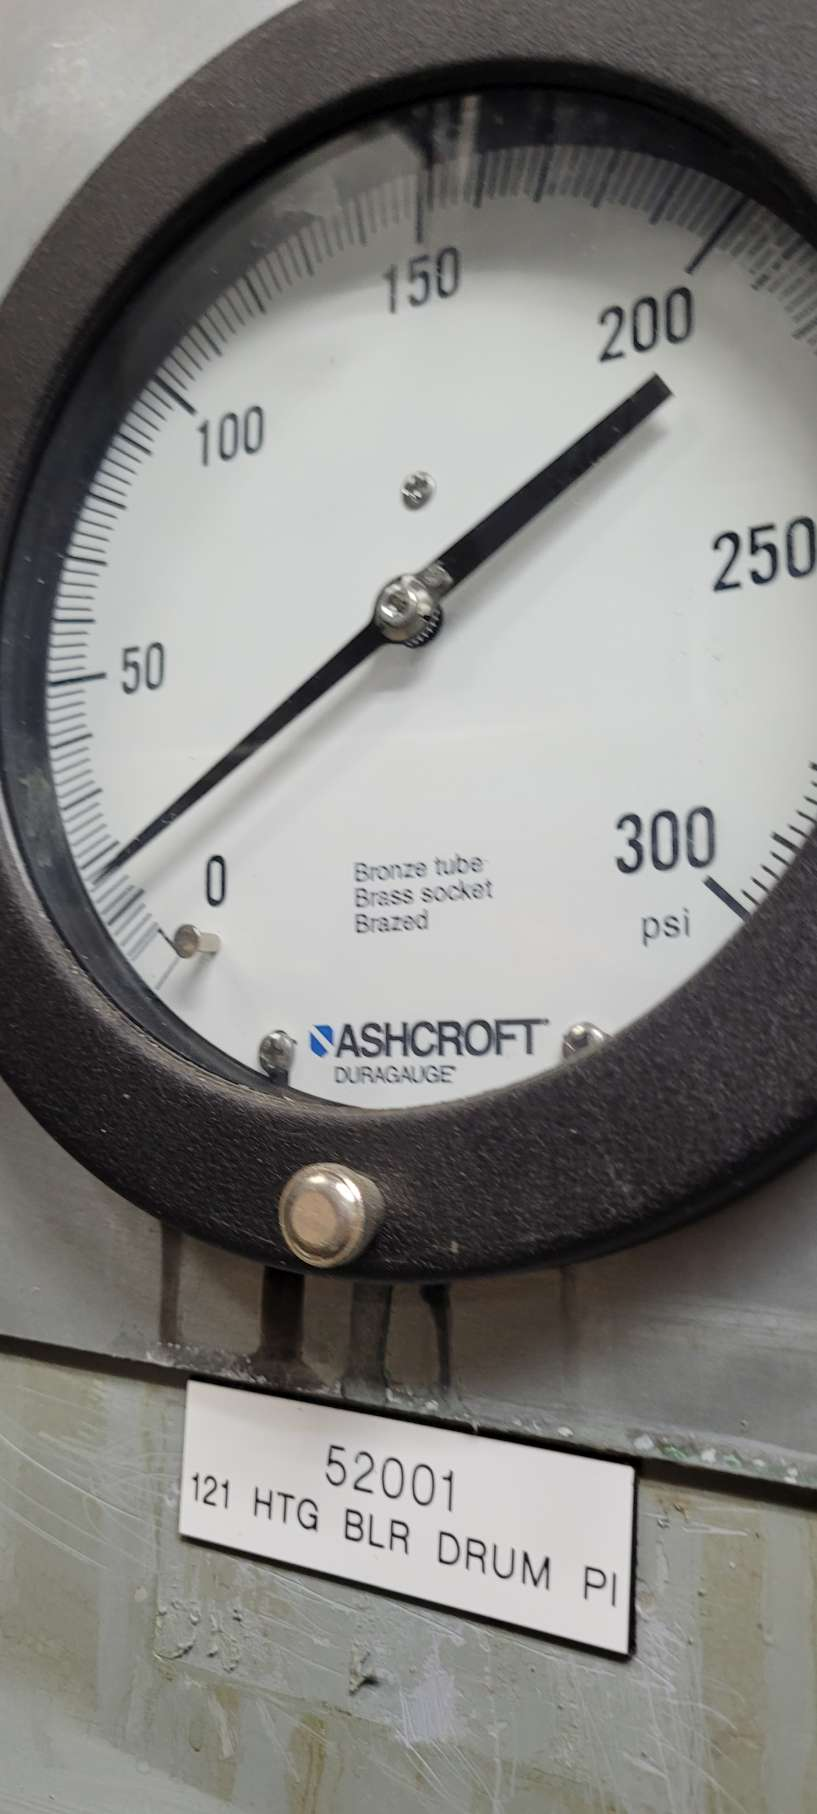 150
200
100
250
50
0
300
psi
Bronze tube
Brass socket
Brazed
ASHCROFT
DURAGAUGE
52001
121 HTG BLR DRUM PI